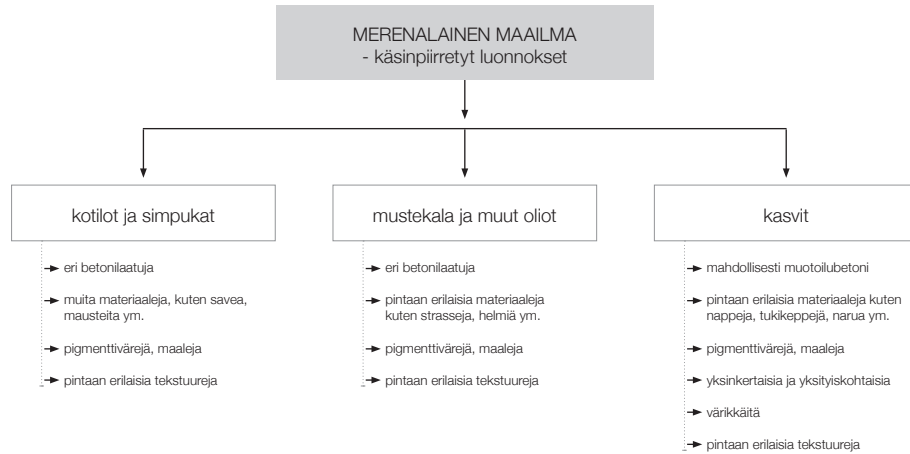 MERENALAINEN MAAILMA
- käsinpiirretyt luonnokset
kotilot ja simpukat
eri betonilaatuja
muita materiaaleja, kuten savea,
mausteita ym.
pigmenttivärejä, maaleja
pintaan erilaisia tekstuureja
mustekala ja muut oliot
eri betonilaatuja
pintaan erilaisia materiaaleja
kuten strasseja, helmiä ym.
pigmenttivärejä, maaleja
pintaan erilaisia tekstuureja
kasvit
mahdollisesti muotoilubetoni
pintaan erilaisia materiaaleja kuten
nappeja, tukikeppejä, narua ym.
pigmenttivärejä, maaleja
yksinkertaisia ja yksityiskohtaisia
värikkäitä
pintaan erilaisia tekstuureja